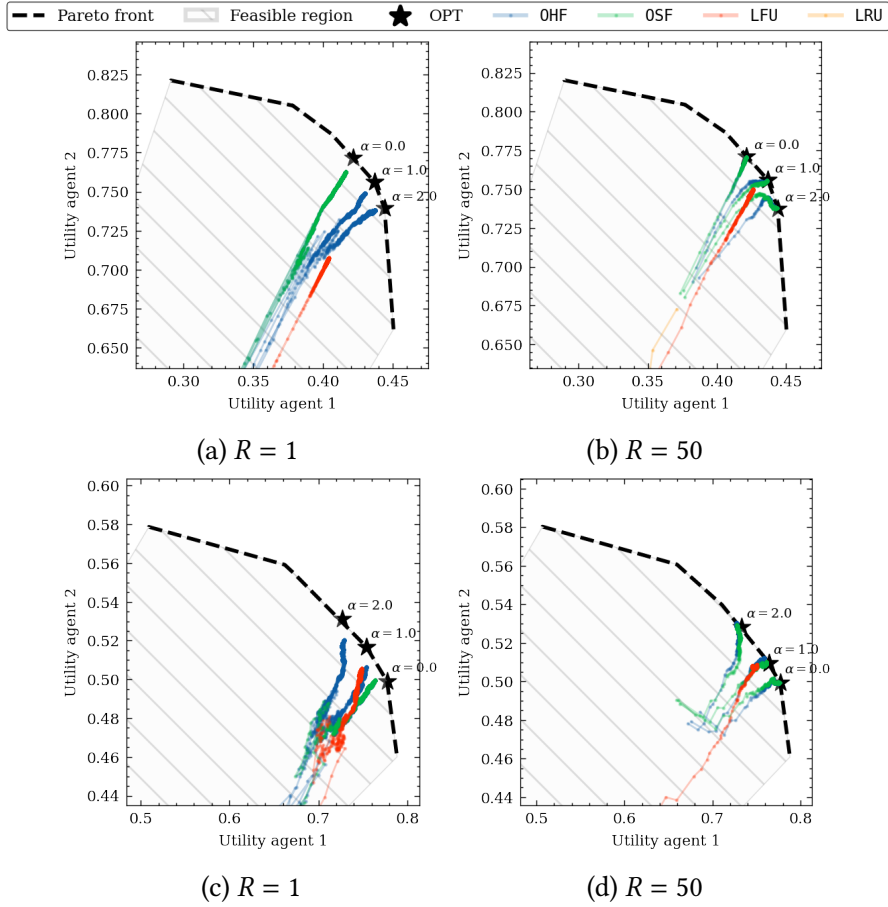 Pareto front Feasible region OPT OHF OSF LFU LRU
0.825
0.800
0.775
0.750
0.725
0.700
0.675
0.650
Utility agent 2
α = 0.0
α = 1.0
α = 2.0
0.30 0.35 0.40 0.45
Utility agent 1
(a) R = 1
0.825
0.800
0.775
0.750
0.725
0.700
0.675
0.650
Utility agent 2
α = 0.0
α = 1.0
α = 2.0
0.30 0.35 0.40 0.45
Utility agent 1
(b) R = 50
0.60
0.58
0.56
0.54
0.52
0.50
0.48
0.46
0.44
Utility agent 2
α = 2.0
α = 1.0
α = 0.0
0.5 0.6 0.7 0.8
Utility agent 1
(c) R = 1
0.60
0.58
0.56
0.54
0.52
0.50
0.48
0.46
0.44
Utility agent 2
α = 2.0
α = 1.0
α = 0.0
0.5 0.6 0.7 0.8
Utility agent 1
(d) R = 50